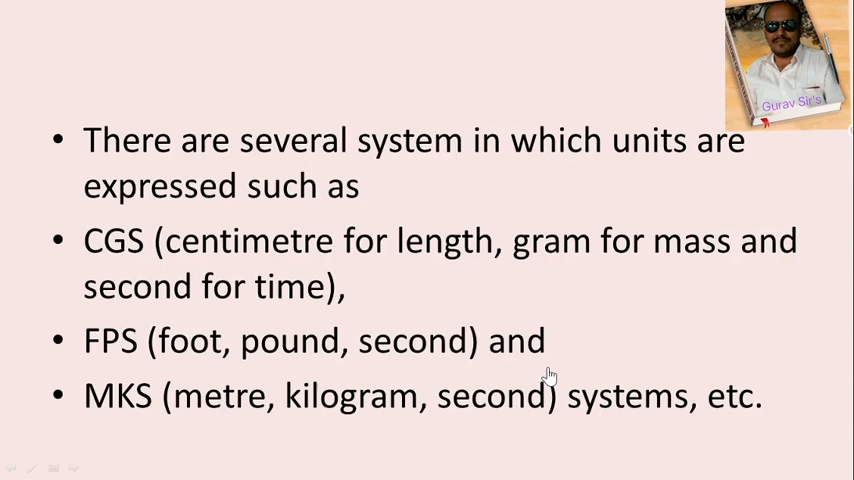 Gurav Sir's
• There are several system in which units are
expressed such as
• CGS (centimetre for length, gram for mass and
second for time),
• FPS (foot, pound, second) and
• MKS (metre, kilogram, second) systems, etc.